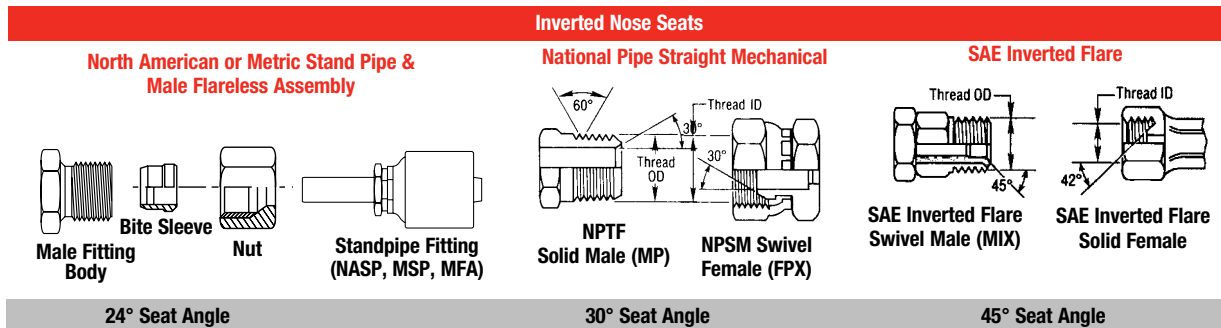 Inverted Nose Seats
North American or Metric Stand Pipe &
Male Flareless Assembly
Male Fitting
Body
Bite Sleeve
Nut
Standpipe Fitting
(NASP, MSP, MFA)
24° Seat Angle
National Pipe Straight Mechanical
60°
Thread ID
30°
Thread
OD
30°
NPTF
Solid Male (MP)
NPSM Swivel
Female (FPX)
30° Seat Angle
SAE Inverted Flare
Thread OD
45°
Thread ID
42°
SAE Inverted Flare
Swivel Male (MIX)
SAE Inverted Flare
Solid Female
45° Seat Angle